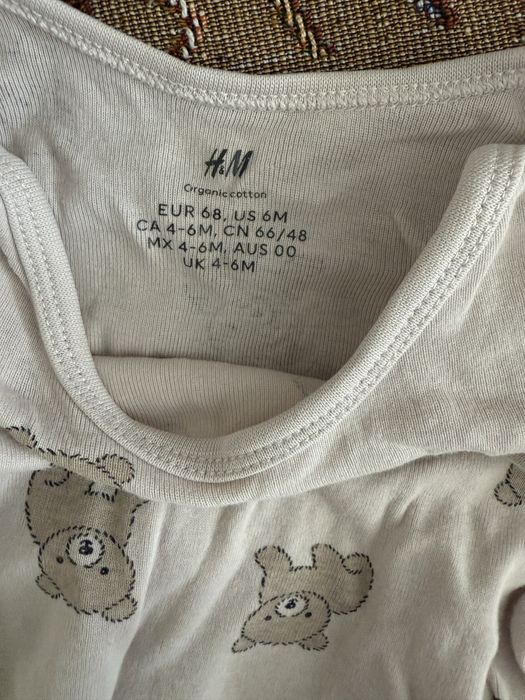 H&M
Organic cotton
EUR 68, US 6M
CA 4-6M, CN 66/48
MX 4-6M, AUS 00
UK 4-6M